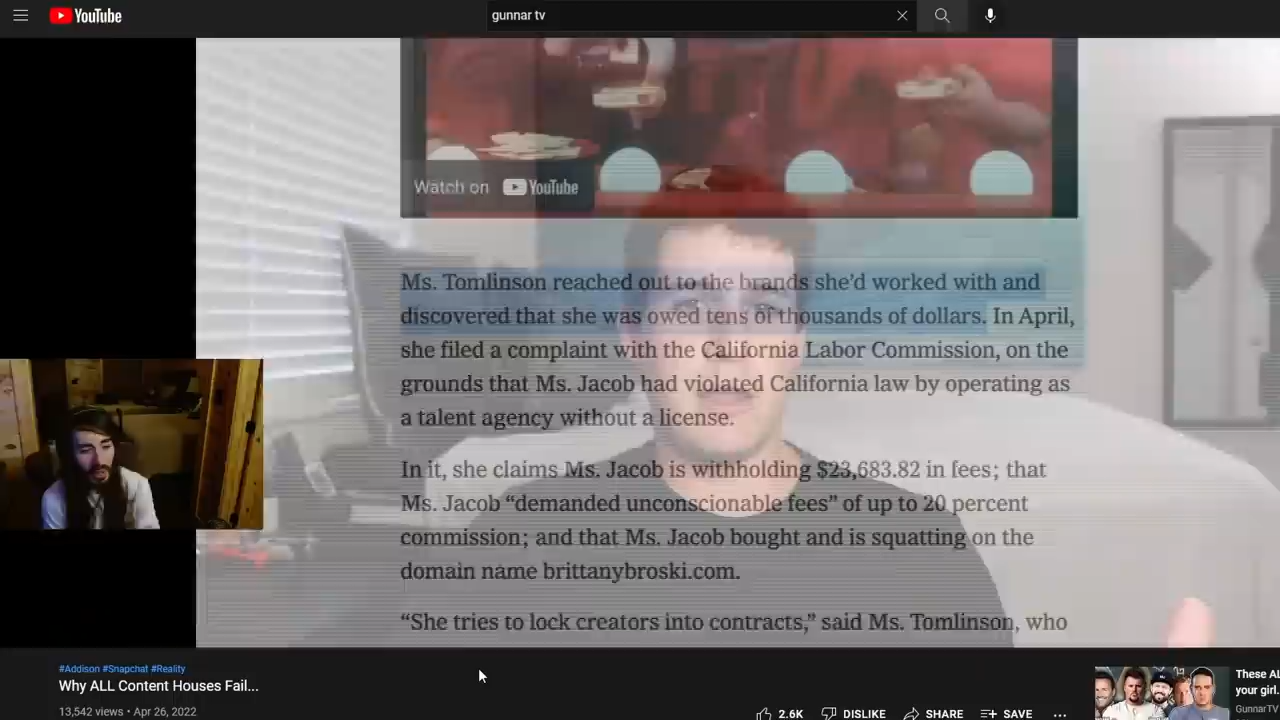 YouTube
gunnar tv
Watch on YouTube
Ms. Tomlinson reached out to the brands she'd worked with and
discovered that she was owed tens of thousands of dollars. In April,
she filed a complaint with the California Labor Commission, on the
grounds that Ms. Jacob had violated California law by operating as
a talent agency without a license.
In it, she claims Ms. Jacob is withholding $23,683.82 in fees; that
Ms. Jacob “demanded unconscionable fees” of up to 20 percent
commission; and that Ms. Jacob bought and is squatting on the
domain name brittanybroski.com.
“She tries to lock creators into contracts,” said Ms. Tomlinson, who
#Addison #Snapchat #Reality
Why ALL Content Houses Fail...
13,542 views • Apr 26, 2022
2.6K DISLIKE SHARE SAVE ...
These AL
your girl.
GunnarTV